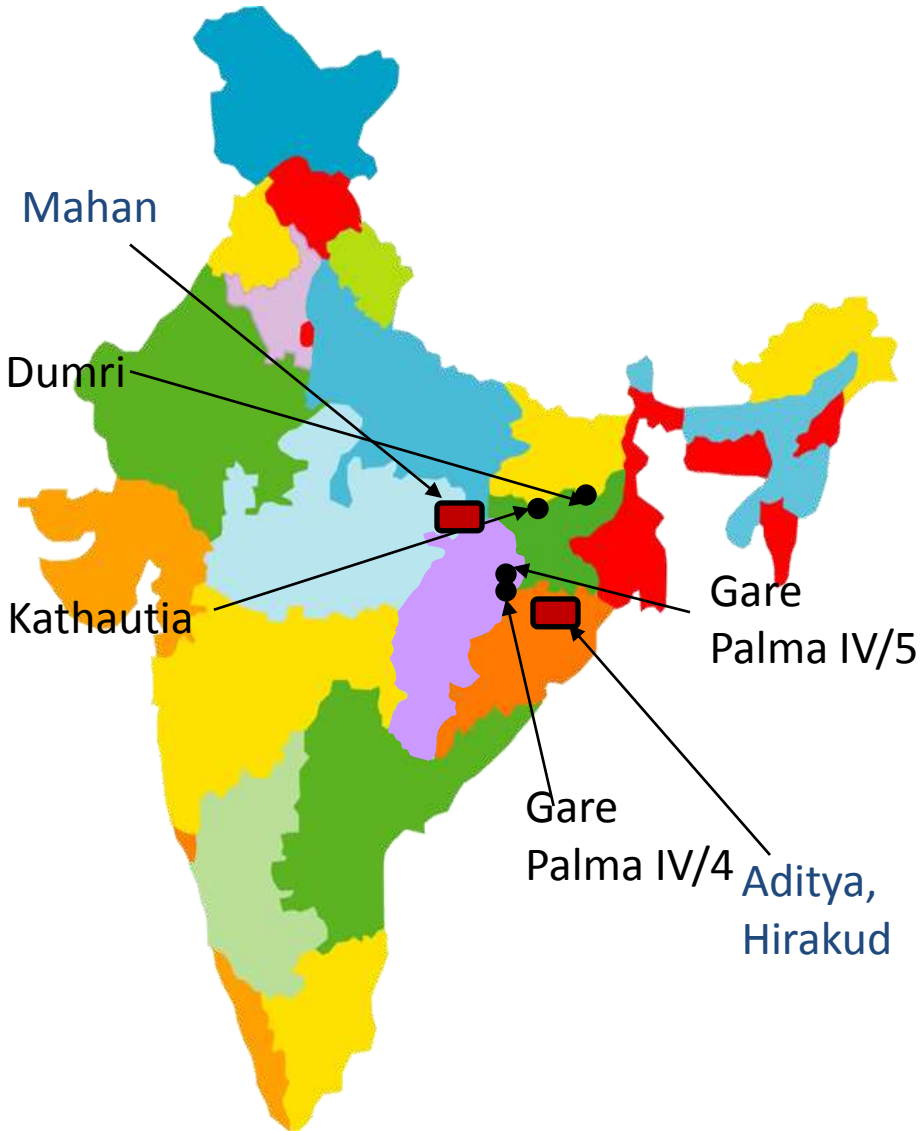 Mahan
Dumri
Kathautia
Gare
Palma IV/5
Gare
Palma IV/4
Aditya,
Hirakud